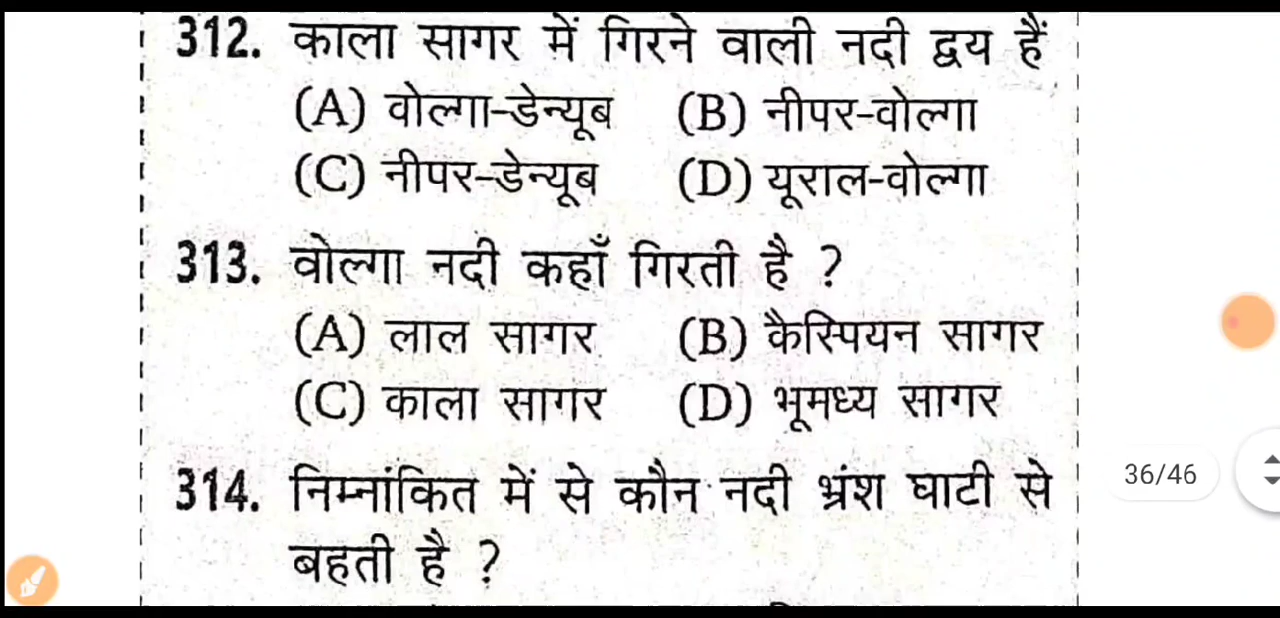 312. काला सागर में गिरने वाली नदी द्वय हैं
(A) वोल्गा-डेन्यूब (B) नीपर-वोल्गा
(C) नीपर-डेन्यूब (D) यूराल-वोल्गा
313. वोल्गा नदी कहाँ गिरती है ?
(A) लाल सागर (B) कैस्पियन सागर
(C) काला सागर (D) भूमध्य सागर
314. निम्नांकित में से कौन नदी भ्रंश घाटी से
बहती है ?
36/46